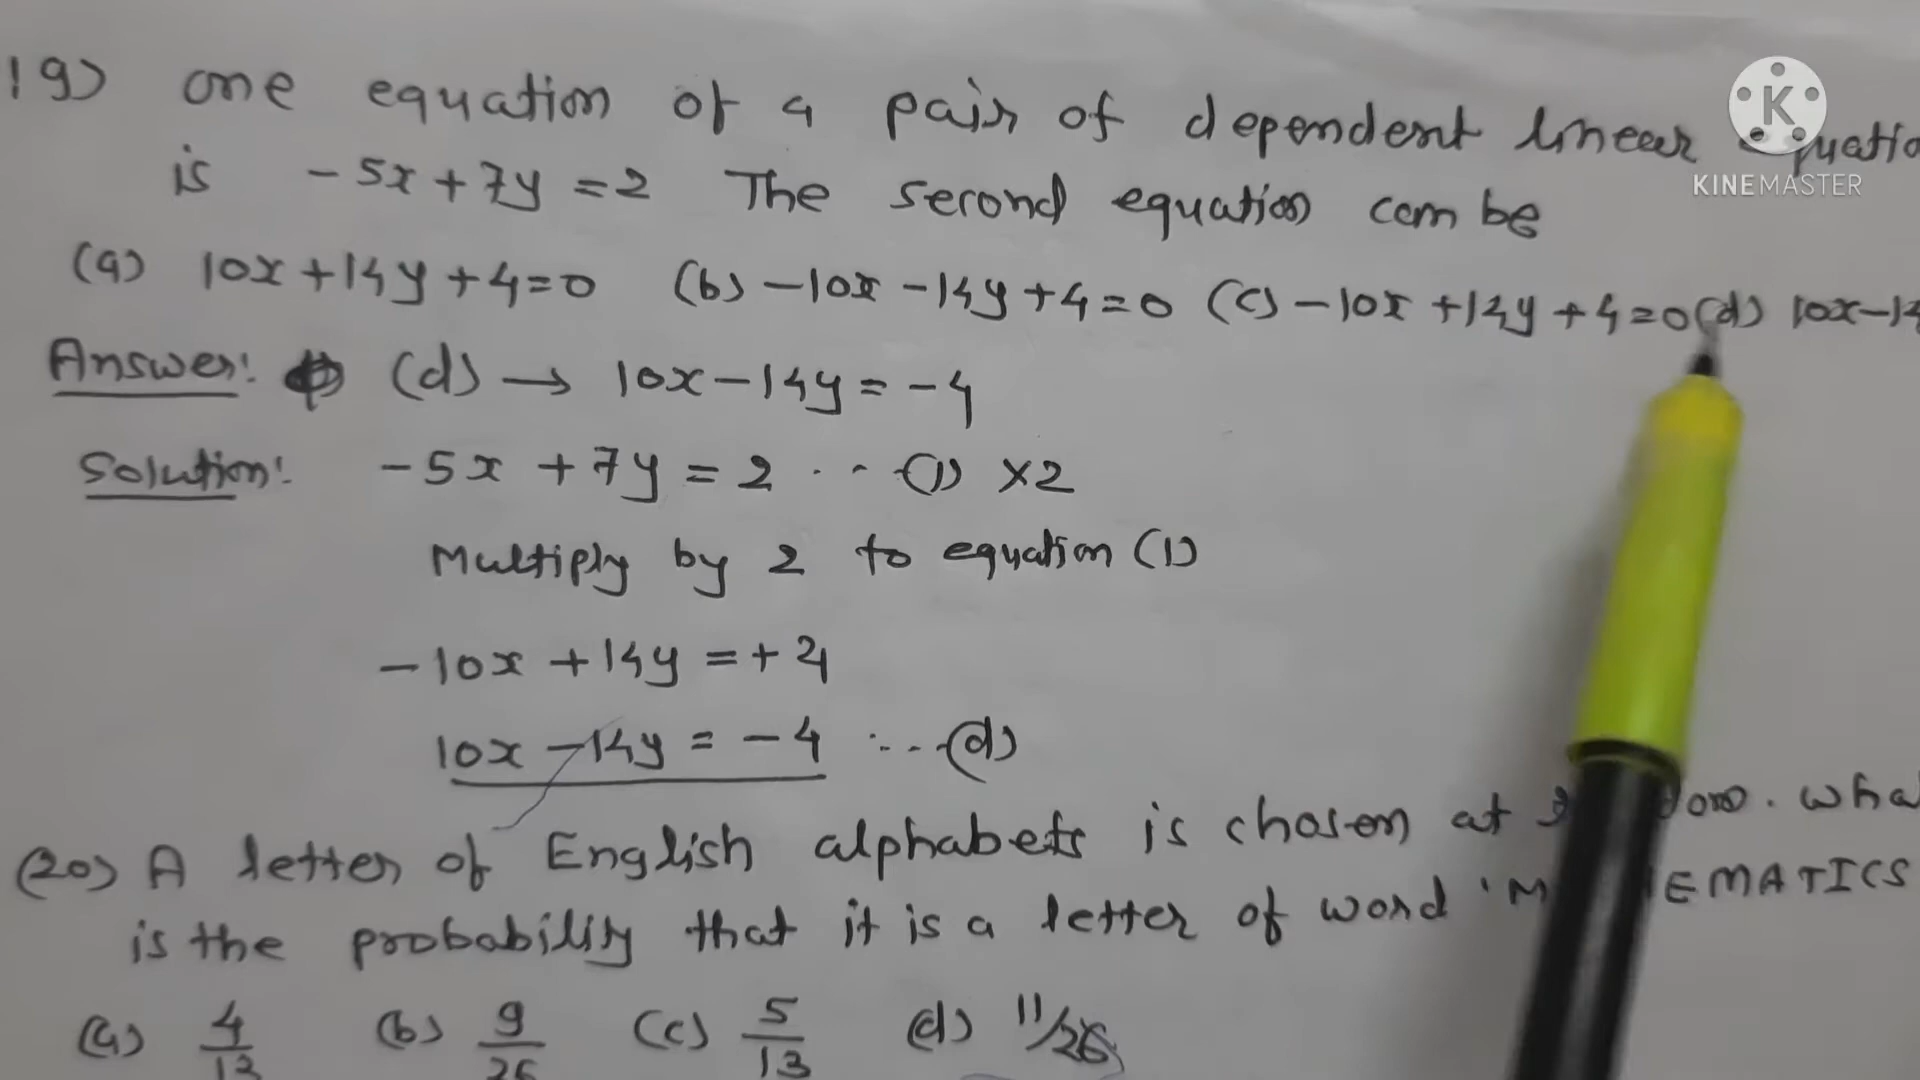 19) one equation of a pair of dependent linear equatio
is -5x+7y=2 The second equation can be
(a) 10x+14y+4=0 (b) -10x-14y+4=0 (c) -10x+14y+4=0 (d) 10x-14
Answer: (d) → 10x-14y=-4
Solution: -5x+7y=2 ... (1) ×2
Multiply by 2 to equation (1)
-10x+14y=+4
10x-14y=-4 ... (d)
(20) A letter of English alphabets is chosen at wha
is the probability that it is a letter of word 'M EMATICS
(a) 4/13 (b) 9/26 (c) 5/13 (d) 11/26
K
KINEMASTER